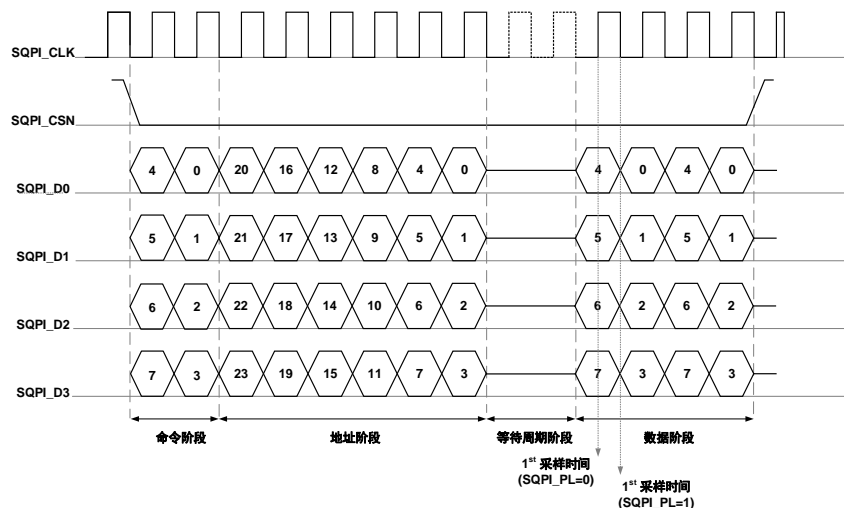 SQPI_CLK
SQPI_CSN
SQPI_D0 4 0 20 16 12 8 4 0 4 0 4 0
SQPI_D1 5 1 21 17 13 9 5 1 5 1 5 1
SQPI_D2 6 2 22 18 14 10 6 2 6 2 6 2
SQPI_D3 7 3 23 19 15 11 7 3 7 3 7 3
命令阶段 地址阶段 等待周期阶段 数据阶段
1st 采样时间
(SQPI_PL=0)
1st 采样时间
(SQPI_PL=1)